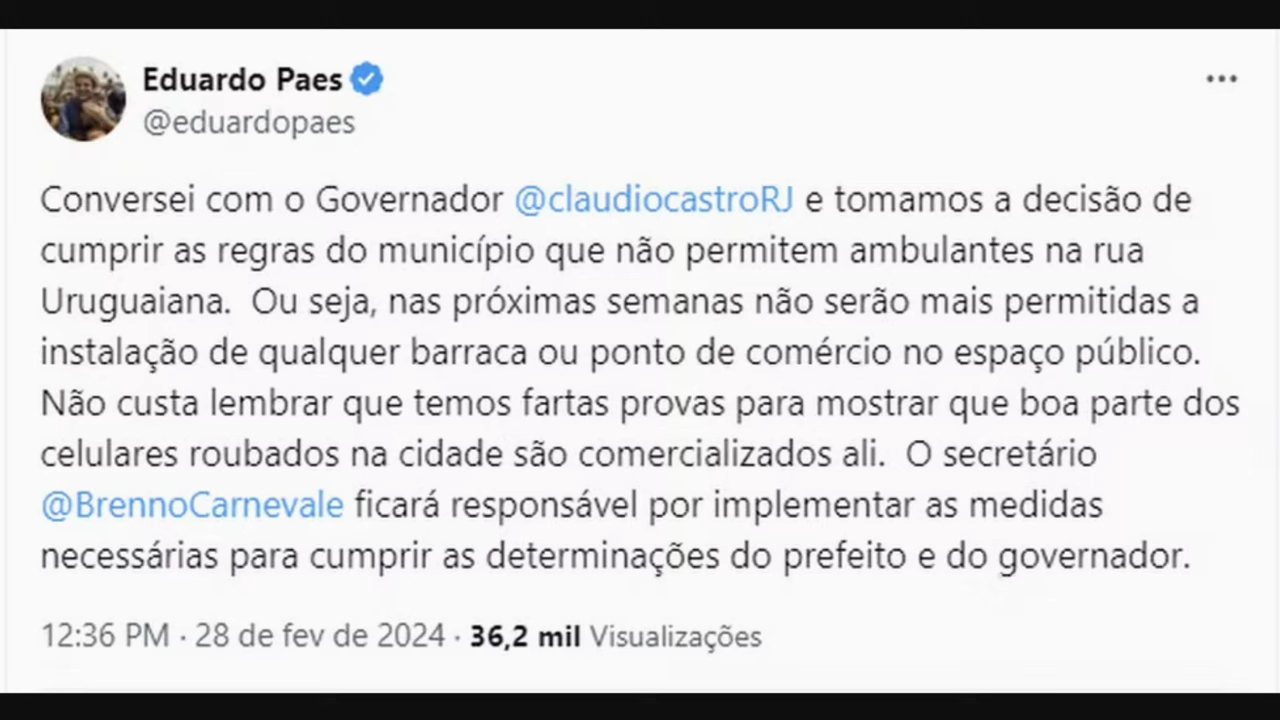 Eduardo Paes
@eduardopaes
Conversei com o Governador @claudiocastroRJ e tomamos a decisão de
cumprir as regras do município que não permitem ambulantes na rua
Uruguaiana.  Ou seja, nas próximas semanas não serão mais permitidas a
instalação de qualquer barraca ou ponto de comércio no espaço público.
Não custa lembrar que temos fartas provas para mostrar que boa parte dos
celulares roubados na cidade são comercializados ali.  O secretário
@BrennoCarnevale ficará responsável por implementar as medidas
necessárias para cumprir as determinações do prefeito e do governador.
12:36 PM · 28 de fev de 2024 · 36,2 mil Visualizações